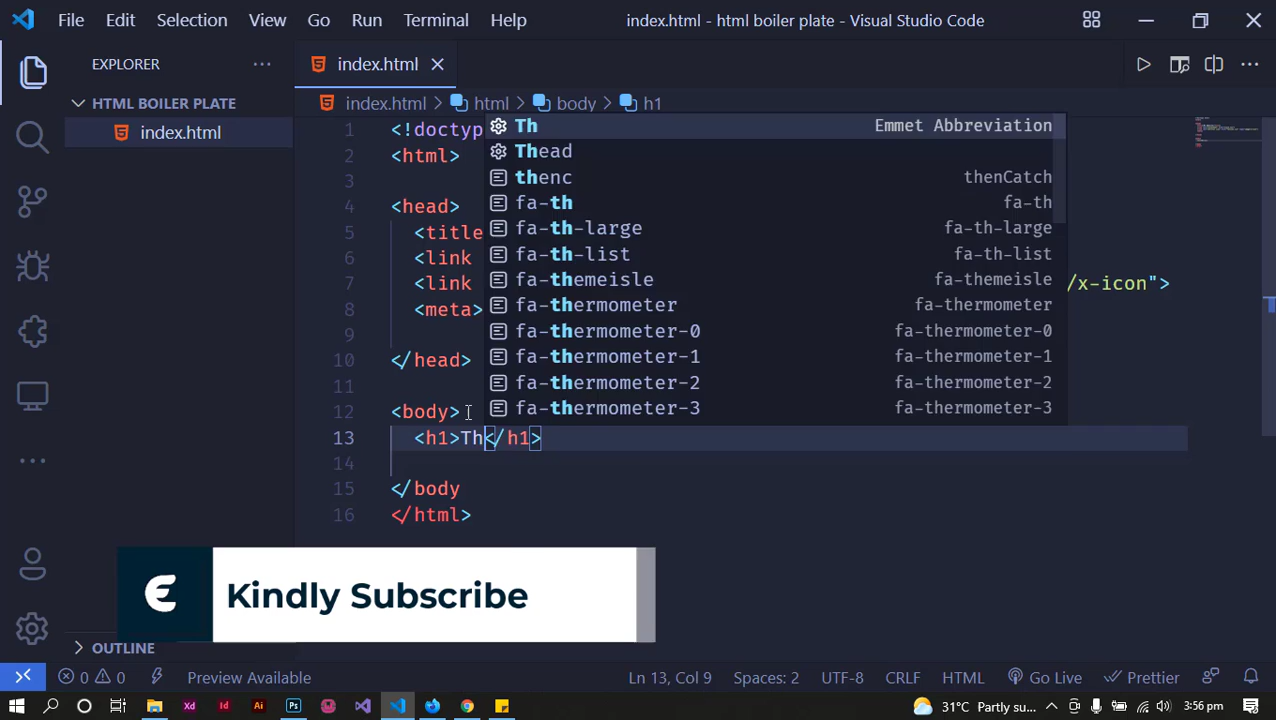 File Edit Selection View Go Run Terminal Help index.html - html boiler plate - Visual Studio Code
EXPLORER
index.html
HTML BOILER PLATE
index.html
index.html > html > body > h1
1 <!doctyp
2 <html>
3
4 <head>
5 <title
6 <link
7 <link /x-icon">
8 <meta>
9
10 </head>
11
12 <body>
13 <h1>Th</h1>
14
15 </body
16 </html>
Th Emmet Abbreviation
Thead
thenc thenCatch
fa-th fa-th
fa-th-large fa-th-large
fa-th-list fa-th-list
fa-themeisle fa-themeisle
fa-thermometer fa-thermometer
fa-thermometer-0 fa-thermometer-0
fa-thermometer-1 fa-thermometer-1
fa-thermometer-2 fa-thermometer-2
fa-thermometer-3 fa-thermometer-3
Kindly Subscribe
OUTLINE
0 0 Preview Available Ln 13, Col 9 Spaces: 2 UTF-8 CRLF HTML Go Live Prettier
Xd Id Ai Ps 31°C Partly su... 3:56 pm